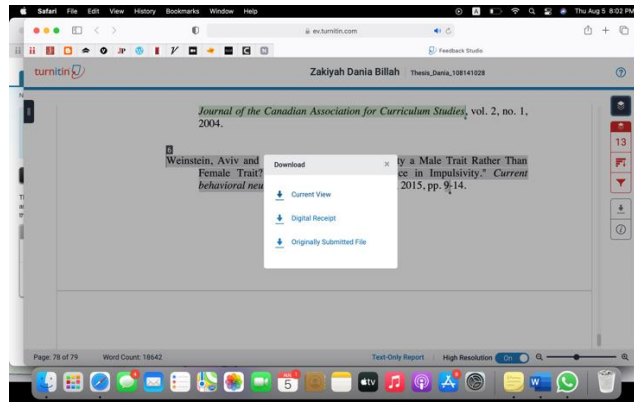 Safari File Edit View History Bookmarks Window Help Thu Aug 5 8:02 PM
ev.turnitin.com
Feedback Studio
turnitin Zakiyah Dania Billah Thesis_Dania_108141028
Journal of the Canadian Association for Curriculum Studies, vol. 2, no. 1,
2004.
6
Weinstein, Aviv and ty a Male Trait Rather Than
Female Trait? ce in Impulsivity." Current
behavioral neu 2015, pp. 9-14.
Download
Current View
Digital Receipt
Originally Submitted File
13
Page: 78 of 79 Word Count: 18642 Text-Only Report High Resolution On
5
tv